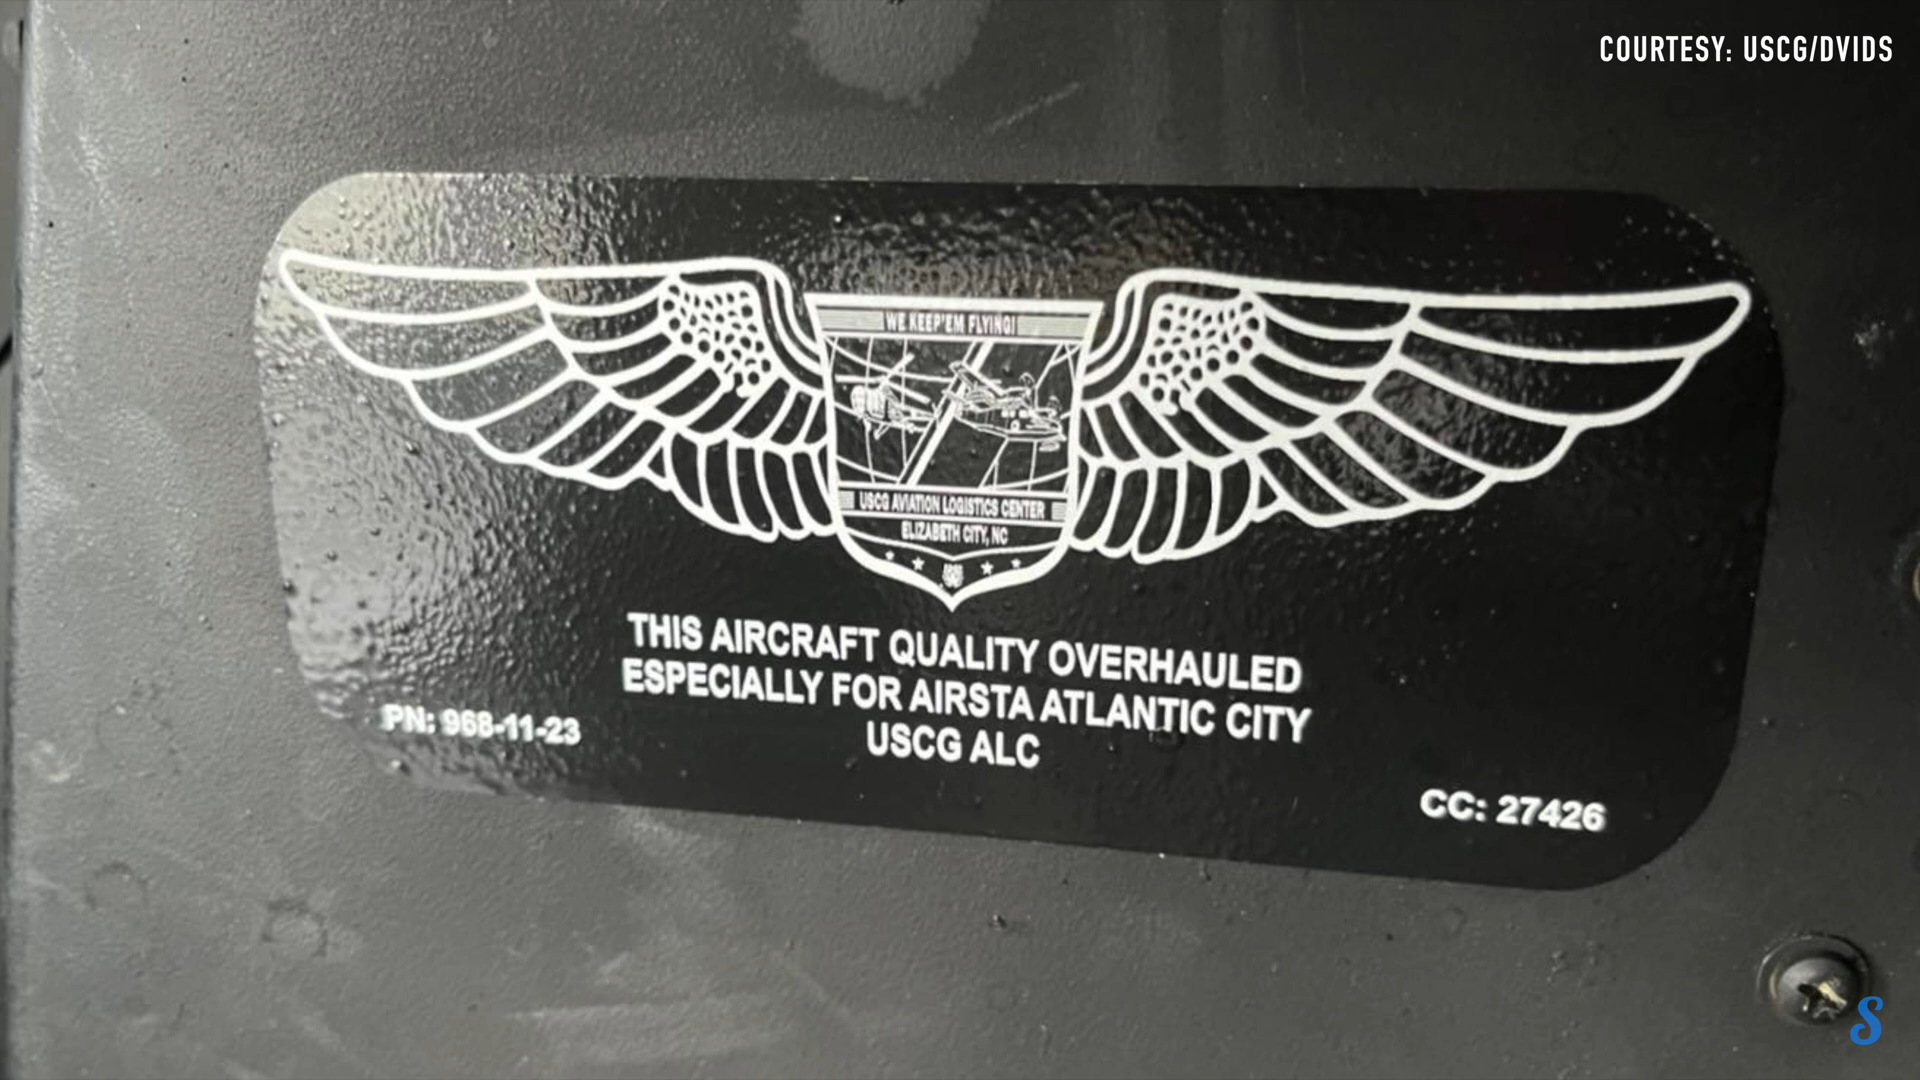 COURTESY: USCG/DVIDS
WE KEEP'EM FLYING!
USCG AVIATION LOGISTICS CENTER
ELIZABETH CITY, NC
THIS AIRCRAFT QUALITY OVERHAULED
ESPECIALLY FOR AIRSTA ATLANTIC CITY
USCG ALC
PN: 968-11-23
CC: 27426
S